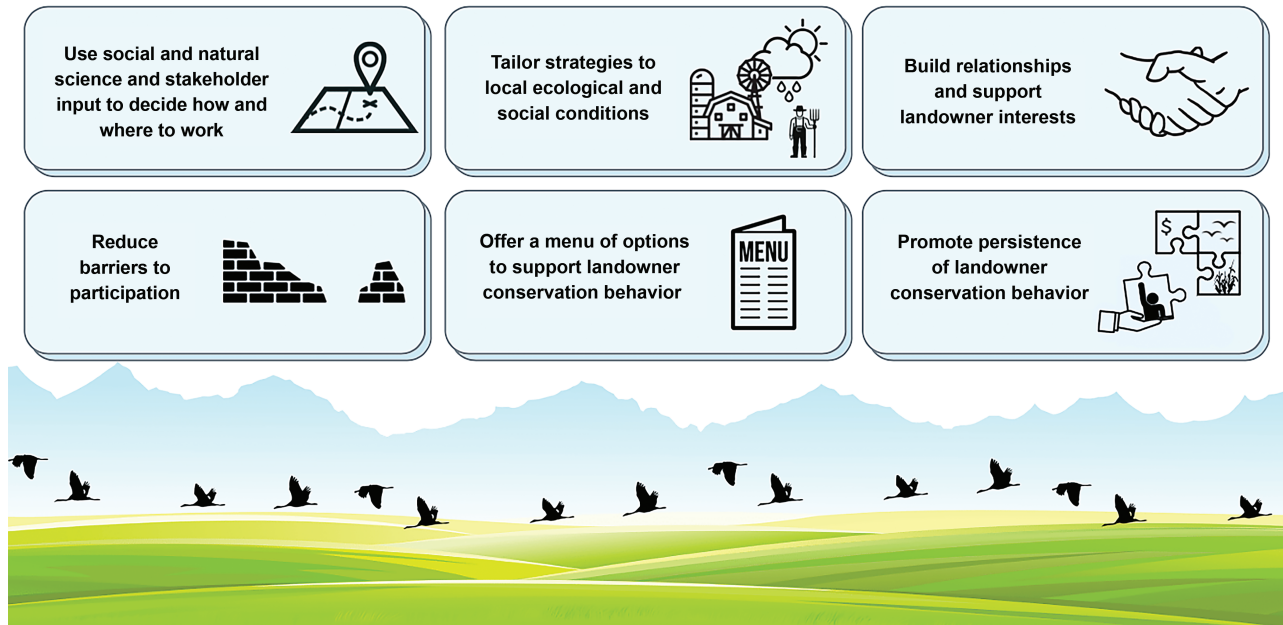 Use social and natural
science and stakeholder
input to decide how and
where to work
Tailor strategies to
local ecological and
social conditions
Build relationships
and support
landowner interests
Reduce
barriers to
participation
Offer a menu of options
to support landowner
conservation behavior
MENU
Promote persistence
of landowner
conservation behavior
$